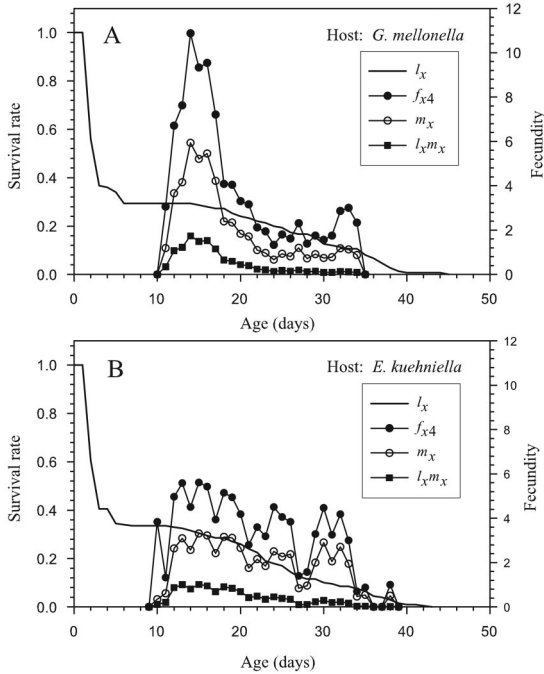 A
Host: G. mellonella
l_x
f_x4
m_x
l_xm_x
Survival rate
1.0
0.8
0.6
0.4
0.2
0.0
12
10
8
6
4
2
0
Fecundity
0 10 20 30 40 50
Age (days)
B
Host: E. kuehniella
l_x
f_x4
m_x
l_xm_x
Survival rate
1.0
0.8
0.6
0.4
0.2
0.0
12
10
8
6
4
2
0
Fecundity
0 10 20 30 40 50
Age (days)